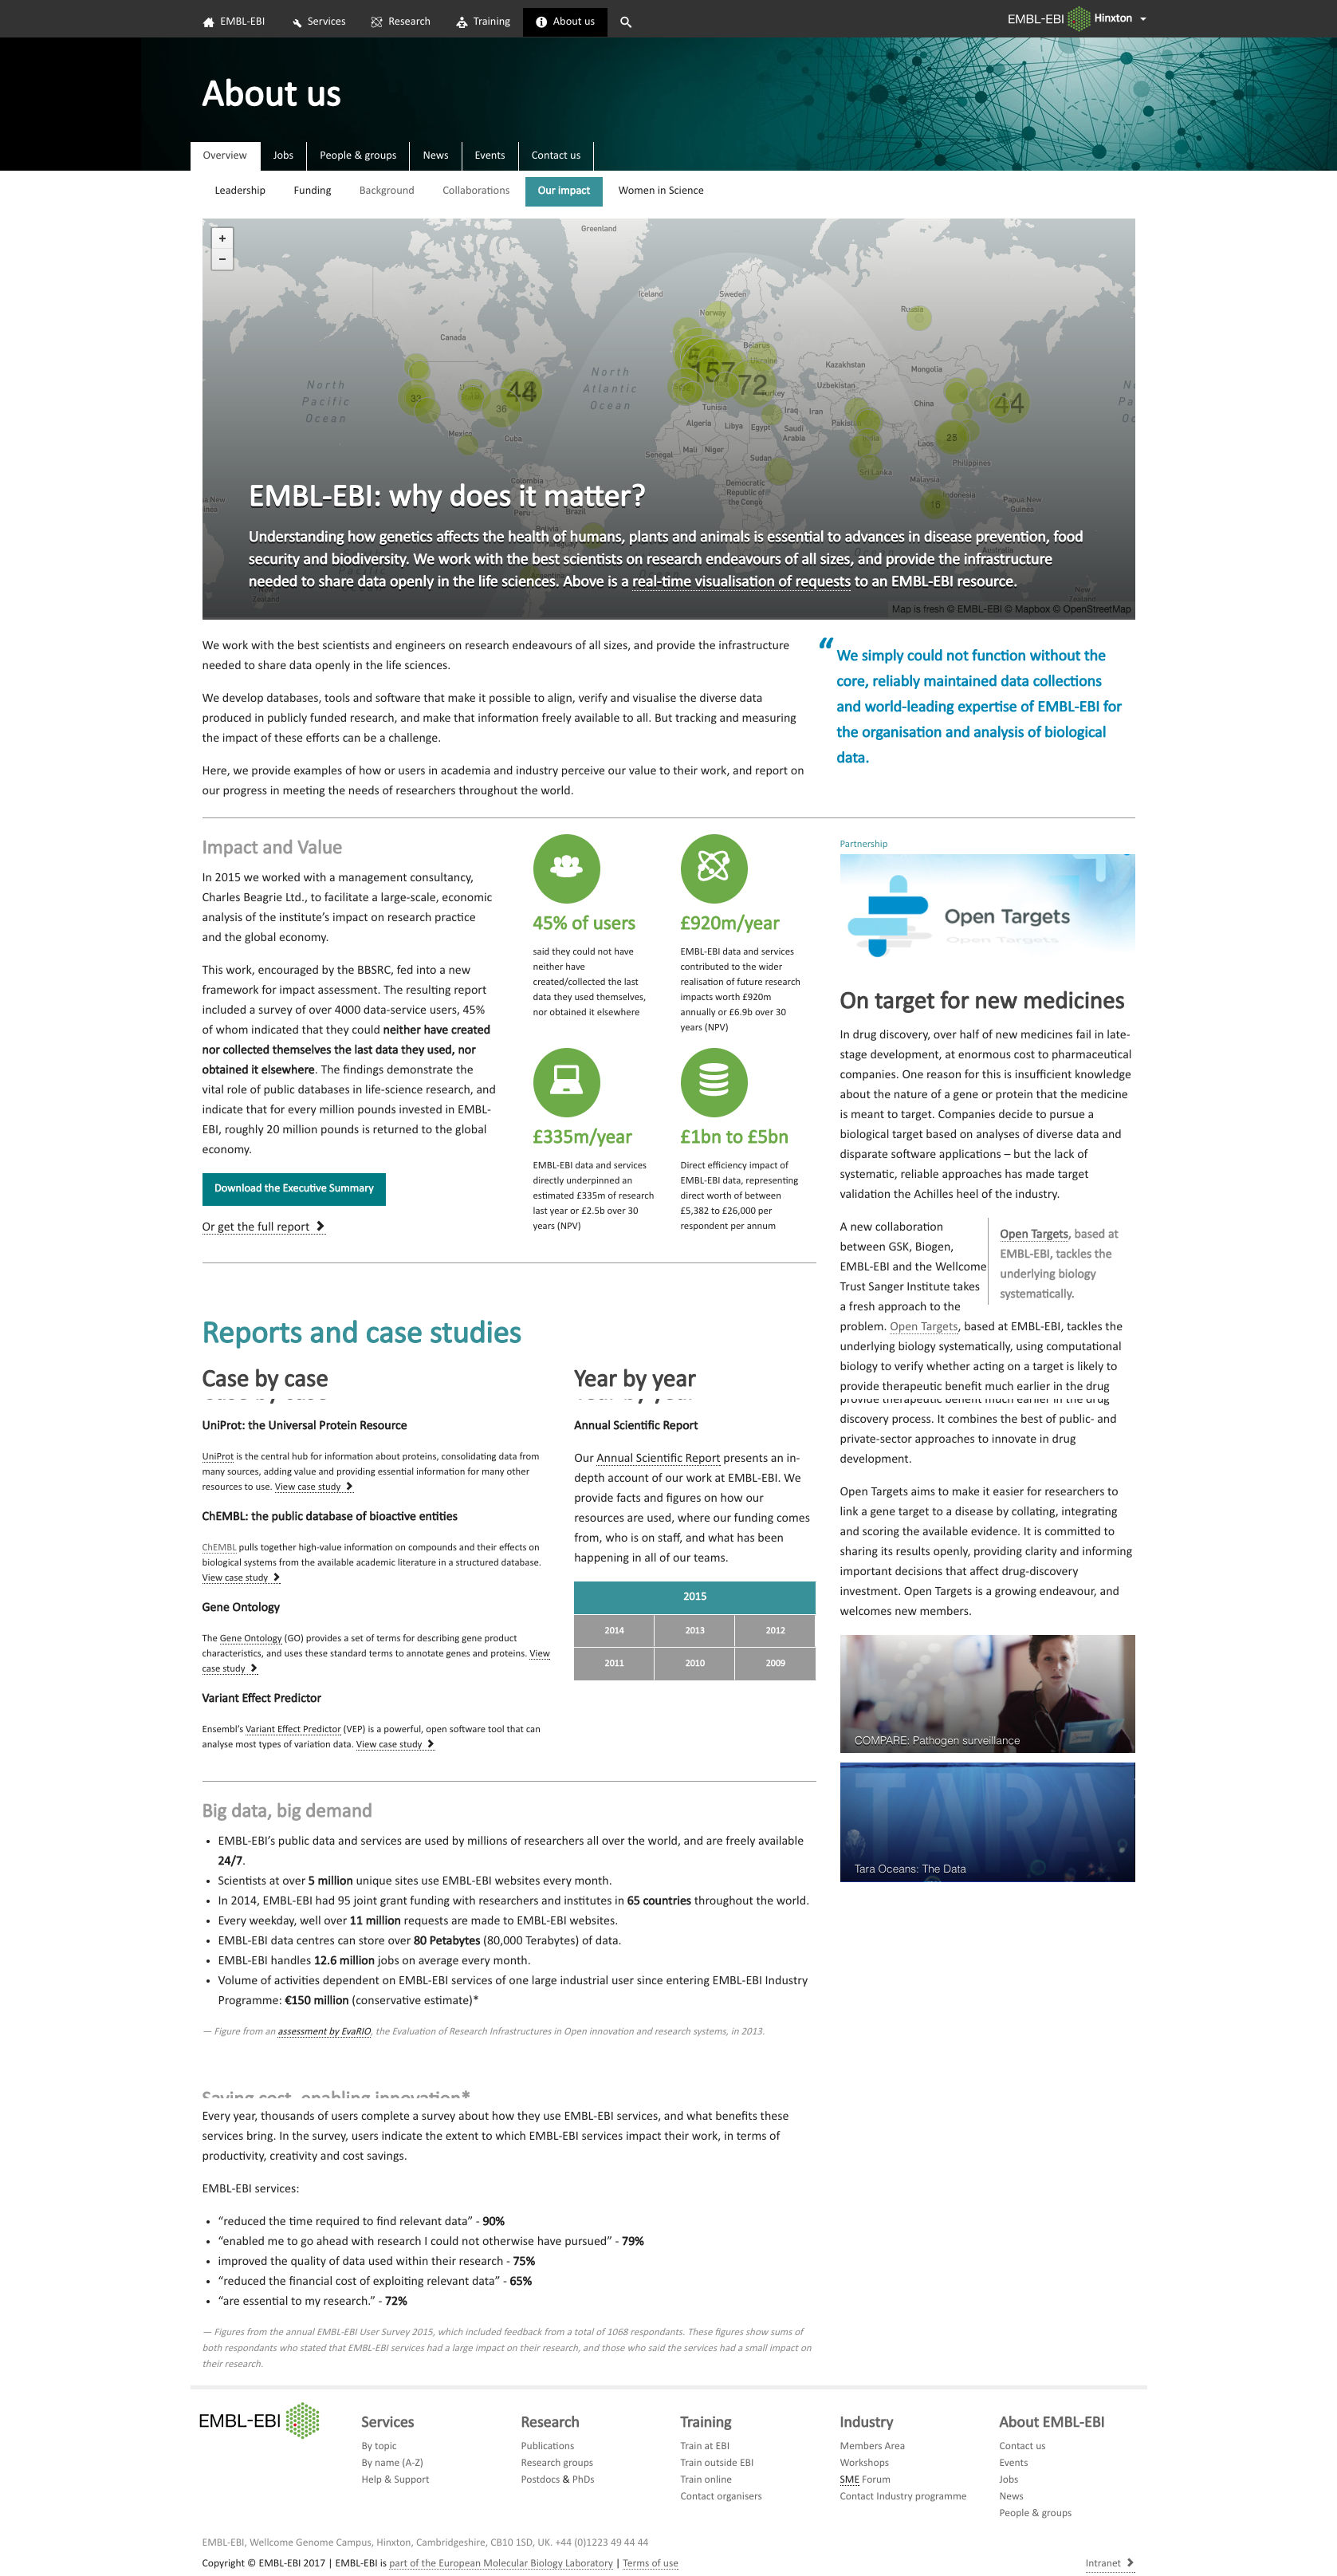 EMBL-EBI
Services
Research
Training
About us
EMBL-EBI Hinxton
About us
Overview
Jobs
People & groups
News
Events
Contact us
Leadership
Funding
Background
Collaborations
Our impact
Women in Science
+
−
Greenland
Iceland
Sweden
Norway
Russia
Canada
Belarus
Ukraine
Kazakhstan
Mongolia
Uzbekistan
North
Pacific
Ocean
North
Atlantic
Ocean
33
44
36
157
72
44
25
16
Turkey
China
Tunisia
Iraq
Iran
Pakist
Mexico
Cuba
Algeria
Libya
Egypt
Saudi
Arabia
India
Laos
Senegal
Mali
Niger
Sudan
Philippines
Sri Lanka
Colombia
Democratic
Republic of
the Congo
Malaysia
Indonesia
Papua New
Guinea
Peru
Brazil
EMBL-EBI: why does it matter?
Understanding how genetics affects the health of humans, plants and animals is essential to advances in disease prevention, food
security and biodiversity. We work with the best scientists on research endeavours of all sizes, and provide the infrastructure
needed to share data openly in the life sciences. Above is a real-time visualisation of requests to an EMBL-EBI resource.
Map is fresh © EMBL-EBI © Mapbox © OpenStreetMap
We work with the best scientists and engineers on research endeavours of all sizes, and provide the infrastructure
needed to share data openly in the life sciences.
We develop databases, tools and software that make it possible to align, verify and visualise the diverse data
produced in publicly funded research, and make that information freely available to all. But tracking and measuring
the impact of these efforts can be a challenge.
Here, we provide examples of how or users in academia and industry perceive our value to their work, and report on
our progress in meeting the needs of researchers throughout the world.
“ We simply could not function without the
core, reliably maintained data collections
and world-leading expertise of EMBL-EBI for
the organisation and analysis of biological
data.
Impact and Value
In 2015 we worked with a management consultancy,
Charles Beagrie Ltd., to facilitate a large-scale, economic
analysis of the institute’s impact on research practice
and the global economy.
This work, encouraged by the BBSRC, fed into a new
framework for impact assessment. The resulting report
included a survey of over 4000 data-service users, 45%
of whom indicated that they could neither have created
nor collected themselves the last data they used, nor
obtained it elsewhere. The findings demonstrate the
vital role of public databases in life-science research, and
indicate that for every million pounds invested in EMBL-
EBI, roughly 20 million pounds is returned to the global
economy.
Download the Executive Summary
Or get the full report
45% of users
said they could not have
neither have
created/collected the last
data they used themselves,
nor obtained it elsewhere
£920m/year
EMBL-EBI data and services
contributed to the wider
realisation of future research
impacts worth £920m
annually or £6.9b over 30
years (NPV)
£335m/year
EMBL-EBI data and services
directly underpinned an
estimated £335m of research
last year or £2.5b over 30
years (NPV)
£1bn to £5bn
Direct efficiency impact of
EMBL-EBI data, representing
direct worth of between
£5,382 to £26,000 per
respondent per annum
Partnership
Open Targets
On target for new medicines
In drug discovery, over half of new medicines fail in late-
stage development, at enormous cost to pharmaceutical
companies. One reason for this is insufficient knowledge
about the nature of a gene or protein that the medicine
is meant to target. Companies decide to pursue a
biological target based on analyses of diverse data and
disparate software applications – but the lack of
systematic, reliable approaches has made target
validation the Achilles heel of the industry.
A new collaboration
between GSK, Biogen,
EMBL-EBI and the Wellcome
Trust Sanger Institute takes
a fresh approach to the
problem. Open Targets, based at EMBL-EBI, tackles the
underlying biology systematically, using computational
biology to verify whether acting on a target is likely to
provide therapeutic benefit much earlier in the drug
provide therapeutic benefit much earlier in the drug
discovery process. It combines the best of public- and
private-sector approaches to innovate in drug
development.
Open Targets, based at
EMBL-EBI, tackles the
underlying biology
systematically.
Open Targets aims to make it easier for researchers to
link a gene target to a disease by collating, integrating
and scoring the available evidence. It is committed to
sharing its results openly, providing clarity and informing
important decisions that affect drug-discovery
investment. Open Targets is a growing endeavour, and
welcomes new members.
COMPARE: Pathogen surveillance
TARA
Tara Oceans: The Data
Reports and case studies
Case by case
UniProt: the Universal Protein Resource
UniProt is the central hub for information about proteins, consolidating data from
many sources, adding value and providing essential information for many other
resources to use. View case study
ChEMBL: the public database of bioactive entities
ChEMBL pulls together high-value information on compounds and their effects on
biological systems from the available academic literature in a structured database.
View case study
Gene Ontology
The Gene Ontology (GO) provides a set of terms for describing gene product
characteristics, and uses these standard terms to annotate genes and proteins. View
case study
Variant Effect Predictor
Ensembl’s Variant Effect Predictor (VEP) is a powerful, open software tool that can
analyse most types of variation data. View case study
Year by year
Annual Scientific Report
Our Annual Scientific Report presents an in-
depth account of our work at EMBL-EBI. We
provide facts and figures on how our
resources are used, where our funding comes
from, who is on staff, and what has been
happening in all of our teams.
2015
2014 2013 2012
2011 2010 2009
Big data, big demand
• EMBL-EBI’s public data and services are used by millions of researchers all over the world, and are freely available
24/7.
• Scientists at over 5 million unique sites use EMBL-EBI websites every month.
• In 2014, EMBL-EBI had 95 joint grant funding with researchers and institutes in 65 countries throughout the world.
• Every weekday, well over 11 million requests are made to EMBL-EBI websites.
• EMBL-EBI data centres can store over 80 Petabytes (80,000 Terabytes) of data.
• EMBL-EBI handles 12.6 million jobs on average every month.
• Volume of activities dependent on EMBL-EBI services of one large industrial user since entering EMBL-EBI Industry
Programme: €150 million (conservative estimate)*
— Figure from an assessment by EvaRIO, the Evaluation of Research Infrastructures in Open innovation and research systems, in 2013.
Saving cost, enabling innovation*
Every year, thousands of users complete a survey about how they use EMBL-EBI services, and what benefits these
services bring. In the survey, users indicate the extent to which EMBL-EBI services impact their work, in terms of
productivity, creativity and cost savings.
EMBL-EBI services:
• “reduced the time required to find relevant data” - 90%
• “enabled me to go ahead with research I could not otherwise have pursued” - 79%
• improved the quality of data used within their research - 75%
• “reduced the financial cost of exploiting relevant data” - 65%
• “are essential to my research.” - 72%
— Figures from the annual EMBL-EBI User Survey 2015, which included feedback from a total of 1068 respondants. These figures show sums of
both respondants who stated that EMBL-EBI services had a large impact on their research, and those who said the services had a small impact on
their research.
EMBL-EBI
Services
By topic
By name (A-Z)
Help & Support
Research
Publications
Research groups
Postdocs & PhDs
Training
Train at EBI
Train outside EBI
Train online
Contact organisers
Industry
Members Area
Workshops
SME Forum
Contact Industry programme
About EMBL-EBI
Contact us
Events
Jobs
News
People & groups
EMBL-EBI, Wellcome Genome Campus, Hinxton, Cambridgeshire, CB10 1SD, UK. +44 (0)1223 49 44 44
Copyright © EMBL-EBI 2017 | EMBL-EBI is part of the European Molecular Biology Laboratory | Terms of use
Intranet